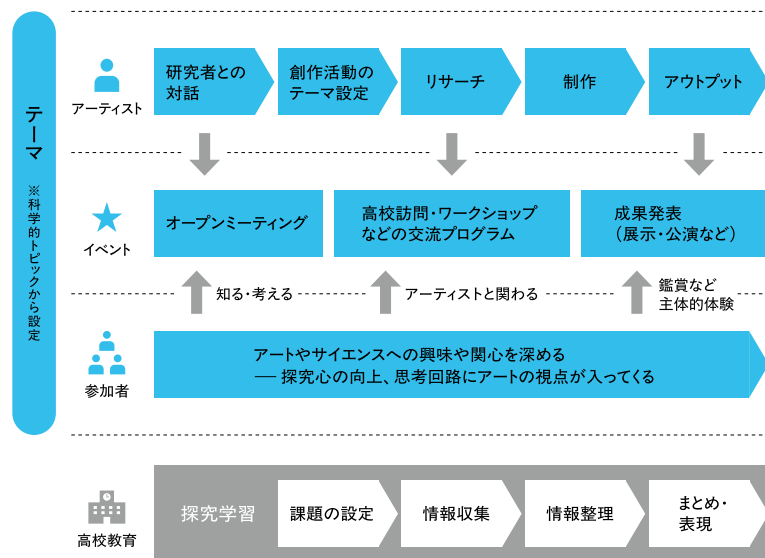 テーマ
※科学的トピックから設定
アーティスト
研究者との
対話
創作活動の
テーマ設定
リサーチ
制作
アウトプット
イベント
オープンミーティング
高校訪問・ワークショップ
などの交流プログラム
成果発表
（展示・公演など）
知る・考える
アーティストと関わる
鑑賞など
主体的体験
参加者
アートやサイエンスへの興味や関心を深める
― 探究心の向上、思考回路にアートの視点が入ってくる
高校教育
探究学習
課題の設定
情報収集
情報整理
まとめ・
表現